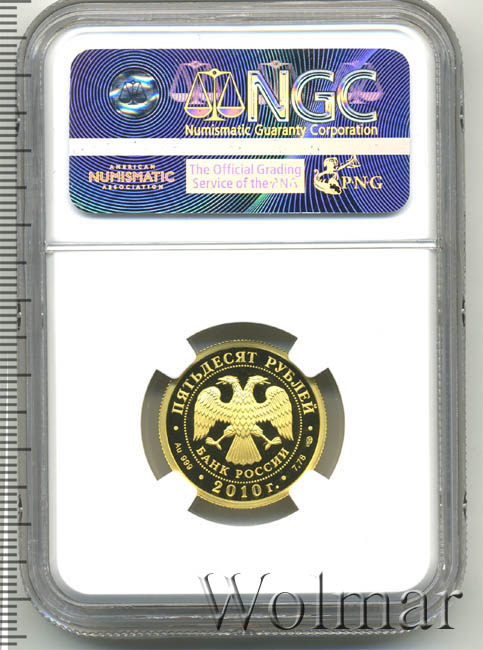 NGC
Numismatic Guaranty Corporation
AMERICAN
NUMISMATIC
ASSOCIATION
The Official Grading
Service of the PNG
PNG
ПЯТЬДЕСЯТ РУБЛЕЙ
БАНК РОССИИ
Au 999
2010 г.
7,78
Wolmar